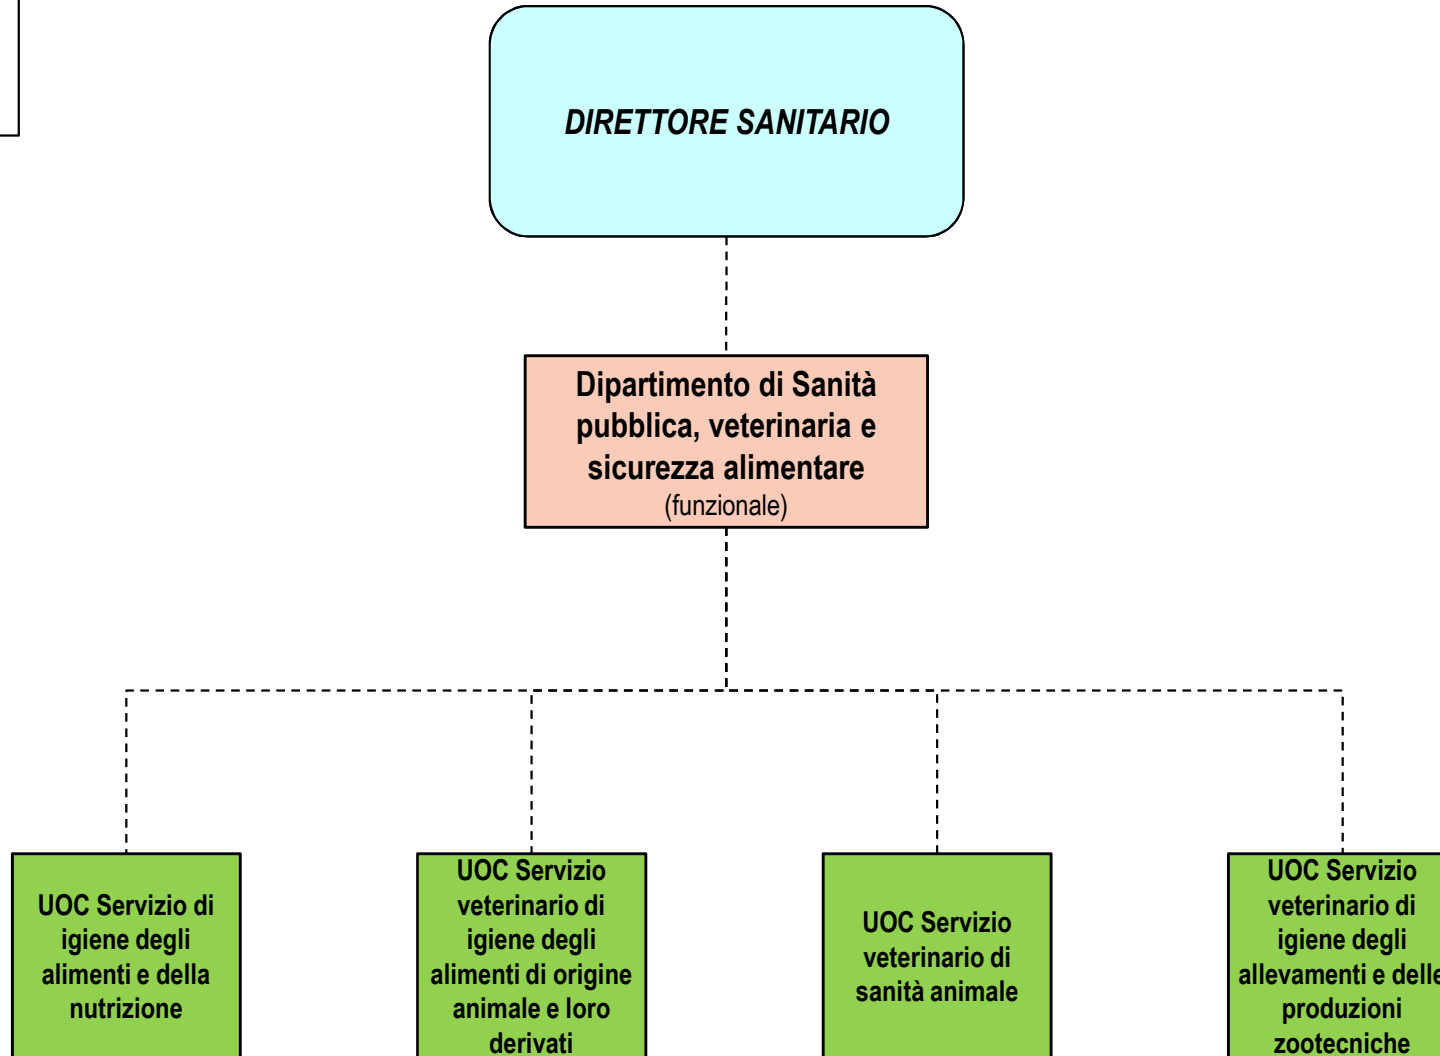 DIRETTORE SANITARIO
Dipartimento di Sanità
pubblica, veterinaria e
sicurezza alimentare
(funzionale)
UOC Servizio di
igiene degli
alimenti e della
nutrizione
UOC Servizio
veterinario di
igiene degli
alimenti di origine
animale e loro
derivati
UOC Servizio
veterinario di
sanità animale
UOC Servizio
veterinario di
igiene degli
allevamenti e delle
produzioni
zootecniche